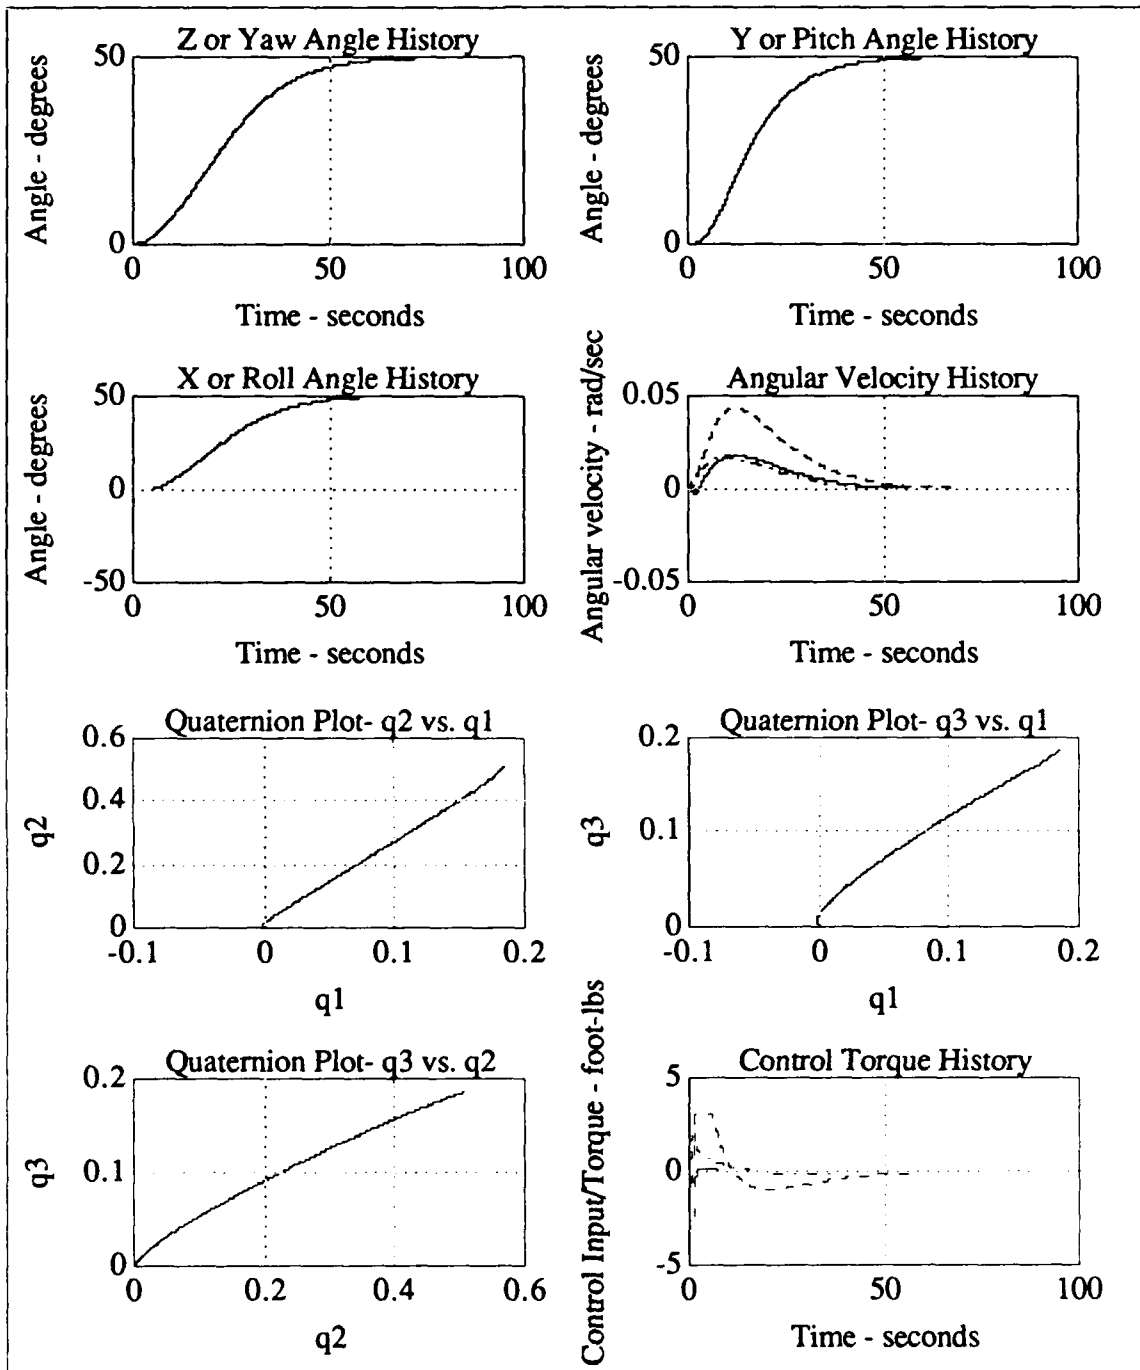 Z or Yaw Angle History
Angle - degrees
50
0
0
50
100
Time - seconds
Y or Pitch Angle History
Angle - degrees
50
0
0
50
100
Time - seconds
X or Roll Angle History
Angle - degrees
50
0
-50
0
50
100
Time - seconds
Angular Velocity History
Angular velocity - rad/sec
0.05
0
-0.05
0
50
100
Time - seconds
Quaternion Plot- q2 vs. q1
q2
0.6
0.4
0.2
0
-0.1
0
0.1
0.2
q1
Quaternion Plot- q3 vs. q1
q3
0.2
0.1
0
-0.1
0
0.1
0.2
q1
Quaternion Plot- q3 vs. q2
q3
0.2
0.1
0
0
0.2
0.4
0.6
q2
Control Torque History
Control Input/Torque - foot-lbs
5
0
-5
0
50
100
Time - seconds